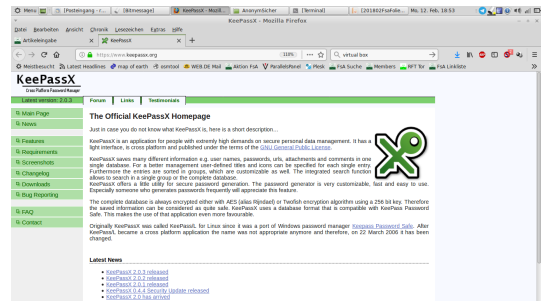 Menu [Posteingang - r... [Bitmessage] KeePassX - Mozill... AnonymSicher [Terminal] [201802FsaFolie... Mo. 12. Feb. 18:53
KeePassX - Mozilla Firefox
Datei Bearbeiten Ansicht Chronik Lesezeichen Extras Hilfe
Artikeleingabe KeePassX
https://www.keepassx.org 110% virtual box
Meistbesucht Latest Headlines map of earth xentool WEB.DE Mail Aktion FsA ParallelsPanel Plesk FsA Suche Members RFT for FsA Linkliste
KeePassX
Cross Platform Password Manager
Latest version: 2.0.3 Forum Links Testimonials
Main Page
News
Features
Requirements
Screenshots
Changelog
Downloads
Bug Reporting
FAQ
Contact
The Official KeePassX Homepage
Just in case you do not know what KeePassX is, here is a short description...
KeePassX is an application for people with extremly high demands on secure personal data management. It has a
light interface, is cross platform and published under the terms of the GNU General Public License.
KeePassX saves many different information e.g. user names, passwords, urls, attachments and comments in one
single database. For a better management user-defined titles and icons can be specified for each single entry.
Furthermore the entries are sorted in groups, which are customizable as well. The integrated search function
allows to search in a single group or the complete database.
KeePassX offers a little utility for secure password generation. The password generator is very customizable, fast and easy to use.
Especially someone who generates passwords frequently will appreciate this feature.
The complete database is always encrypted either with AES (alias Rijndael) or Twofish encryption algorithm using a 256 bit key. Therefore
the saved information can be considered as quite safe. KeePassX uses a database format that is compatible with KeePass Password
Safe. This makes the use of that application even more favourable.
Originally KeePassX was called KeePass/L for Linux since it was a port of Windows password manager Keepass Password Safe. After
KeePass/L became a cross platform application the name was not appropriate anymore and therefore, on 22 March 2006 it has been
changed.
Latest News
KeePassX 2.0.3 released
KeePassX 2.0.2 released
KeePassX 2.0.1 released
KeePassX 0.4.4 Security Update released
KeePassX 2.0 has arrived